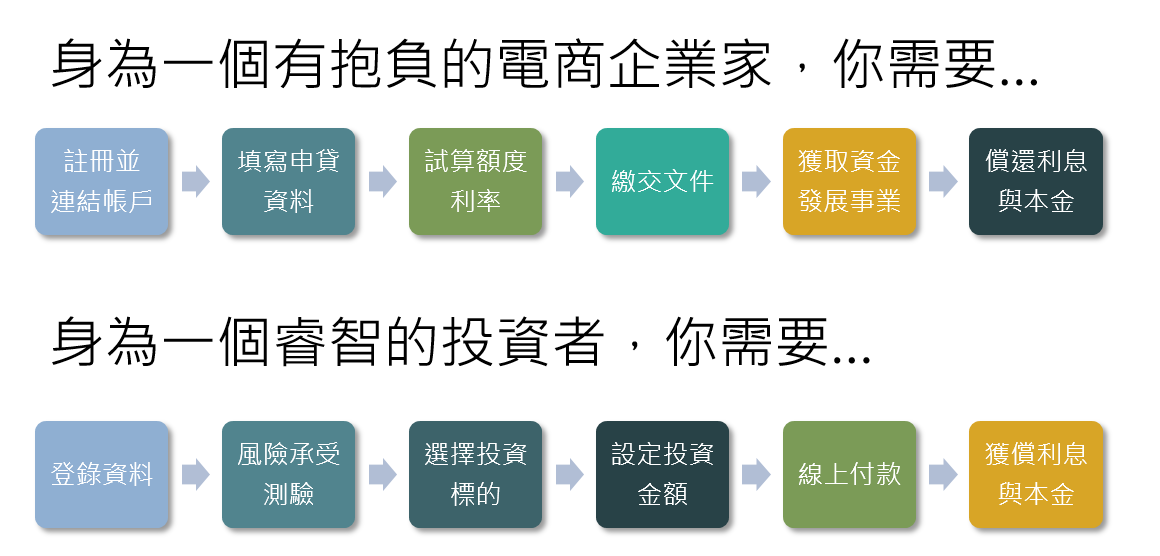 身為一個有抱負的電商企業家，你需要...
註冊並
連結帳戶
填寫申貸
資料
試算額度
利率
繳交文件
獲取資金
發展事業
償還利息
與本金
身為一個睿智的投資者，你需要...
登錄資料
風險承受
測驗
選擇投資
標的
設定投資
金額
線上付款
獲償利息
與本金